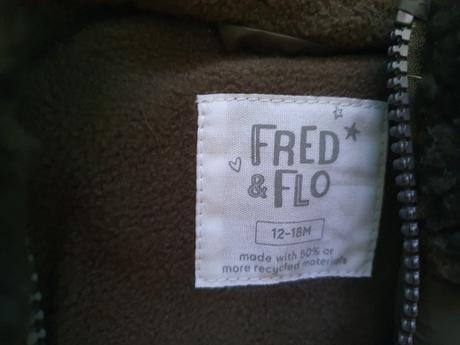 FRED
& FLO
12-18M
made with 50% or
more recycled materials